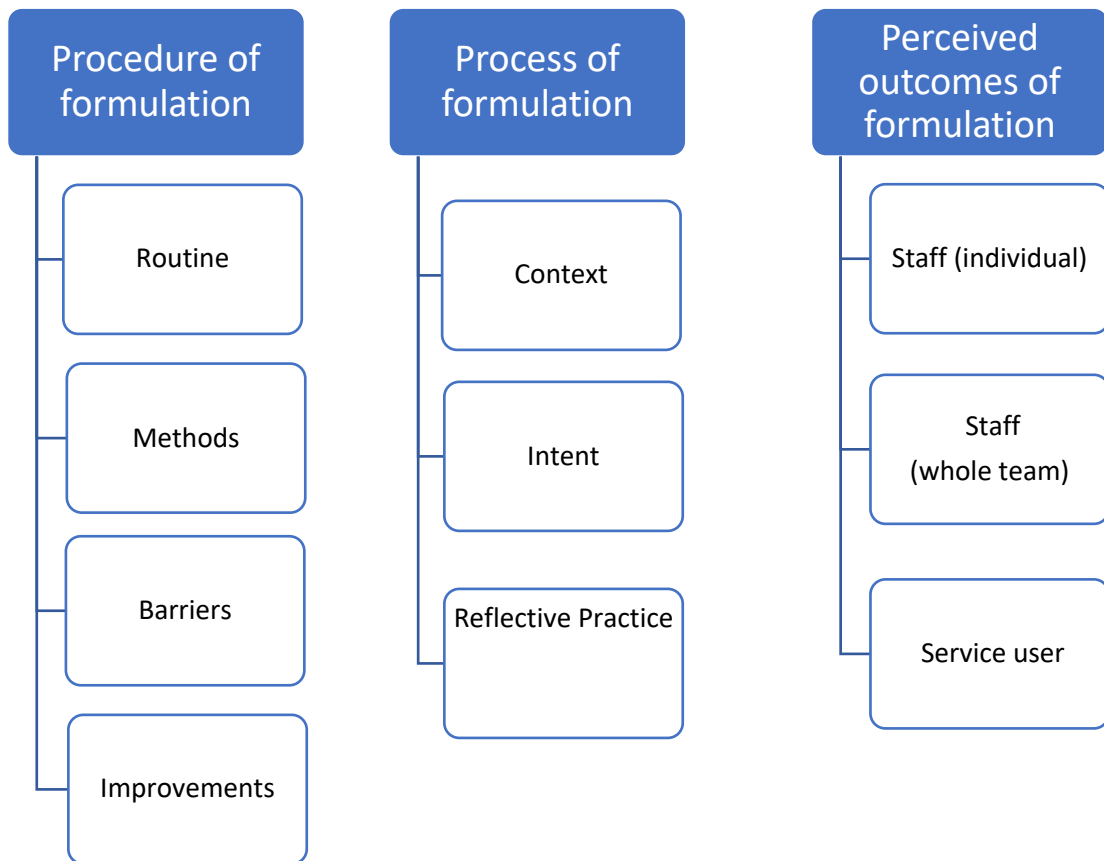 Procedure of
formulation
Routine
Methods
Barriers
Improvements
Process of
formulation
Context
Intent
Reflective Practice
Perceived
outcomes of
formulation
Staff (individual)
Staff
(whole team)
Service user